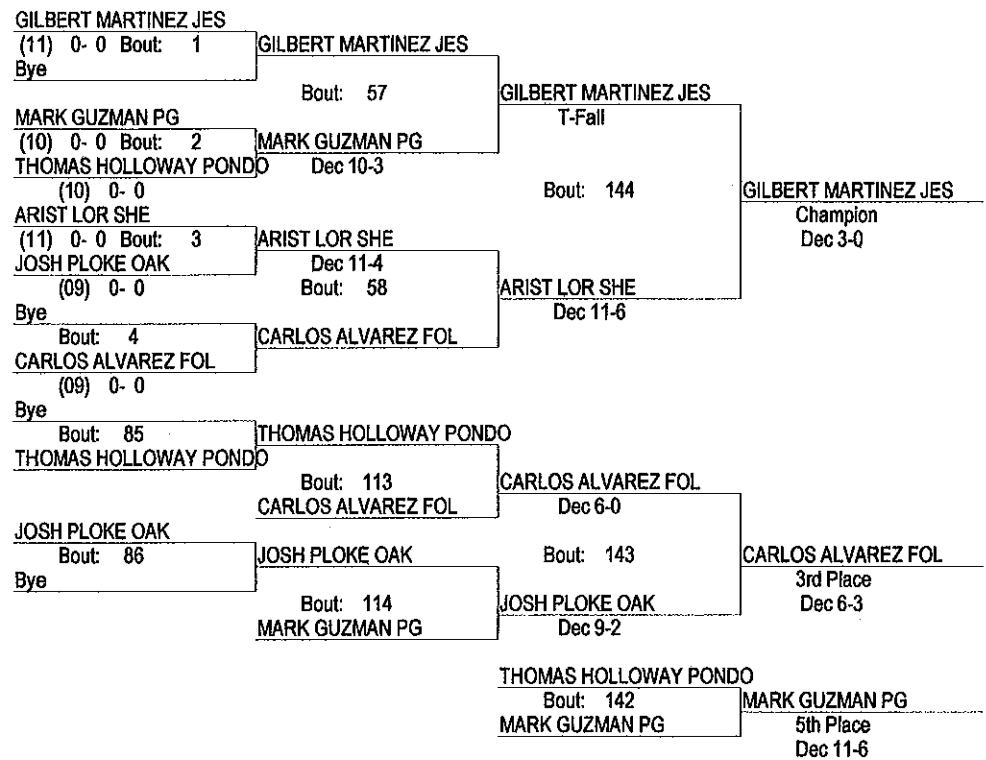 GILBERT MARTINEZ JES
(11) 0- 0 Bout: 1 GILBERT MARTINEZ JES
Bye
Bout: 57 GILBERT MARTINEZ JES
MARK GUZMAN PG T-Fall
(10) 0- 0 Bout: 2 MARK GUZMAN PG
THOMAS HOLLOWAY PONDO Dec 10-3
(10) 0- 0 Bout: 144 GILBERT MARTINEZ JES
ARIST LOR SHE Champion
(11) 0- 0 Bout: 3 ARIST LOR SHE Dec 3-0
JOSH PLOKE OAK Dec 11-4
(09) 0- 0 Bout: 58 ARIST LOR SHE
Bye Dec 11-6
Bout: 4 CARLOS ALVAREZ FOL
CARLOS ALVAREZ FOL
(09) 0- 0
Bye
Bout: 85 THOMAS HOLLOWAY PONDO
THOMAS HOLLOWAY PONDO
Bout: 113 CARLOS ALVAREZ FOL
CARLOS ALVAREZ FOL Dec 6-0
JOSH PLOKE OAK
Bout: 86 JOSH PLOKE OAK Bout: 143 CARLOS ALVAREZ FOL
Bye 3rd Place
Bout: 114 JOSH PLOKE OAK Dec 6-3
MARK GUZMAN PG Dec 9-2
THOMAS HOLLOWAY PONDO
Bout: 142 MARK GUZMAN PG
MARK GUZMAN PG 5th Place
Dec 11-6